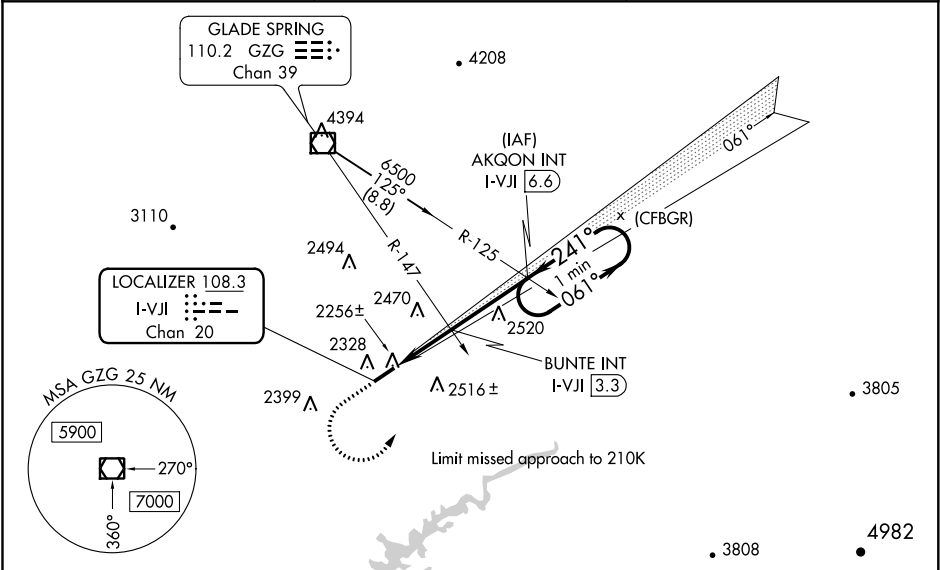 GLADE SPRING
110.2 GZG
Chan 39
4208
4394
(IAF)
AKQON INT
I-VJI 6.6
061°
6500
125°
(8.8)
x (CFBGR)
3110
R-125
241°
1 min
061°
R-147
2494
LOCALIZER 108.3
I-VJI
Chan 20
2470
2256±
2520
2328
BUNTE INT
I-VJI 3.3
MSA GZG 25 NM
2399
2516 ±
3805
5900
270°
7000
360°
Limit missed approach to 210K
4982
3808